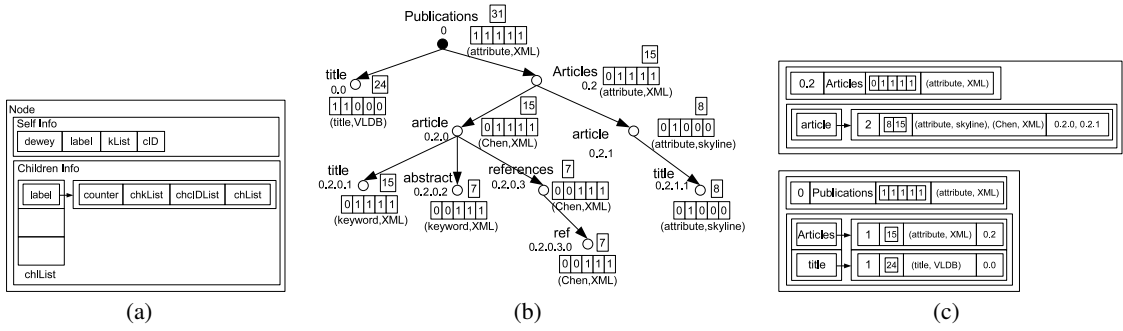 Node
Self Info
dewey label kList cID
Children Info
label counter chkList chcIDList chList
chlList
(a)
Publications 31
0 1 1 1 1 1
(attribute,XML)
title
0.0 24
1 1 0 0 0
(title,VLDB)
15
Articles
0.2 0 1 1 1 1
(attribute,XML)
15
article
0.2.0 0 1 1 1 1
(Chen,XML)
8
article 0 1 0 0 0
0.2.1 (attribute,skyline)
title
0.2.0.1 15
0 1 1 1 1
(keyword,XML)
abstract
0.2.0.2 7
0 0 1 1 1
(keyword,XML)
references 7
0.2.0.3 0 0 1 1 1
(Chen,XML)
title
0.2.1.1 8
0 1 0 0 0
(attribute,skyline)
ref
0.2.0.3.0 7
0 0 1 1 1
(Chen,XML)
(b)
0.2 Articles 0 1 1 1 1 (attribute, XML)
article 2 8 15 (attribute, skyline), (Chen, XML) 0.2.0, 0.2.1
0 Publications 1 1 1 1 1 (attribute, XML)
Articles 1 15 (attribute, XML) 0.2
title 1 24 (title, VLDB) 0.0
(c)